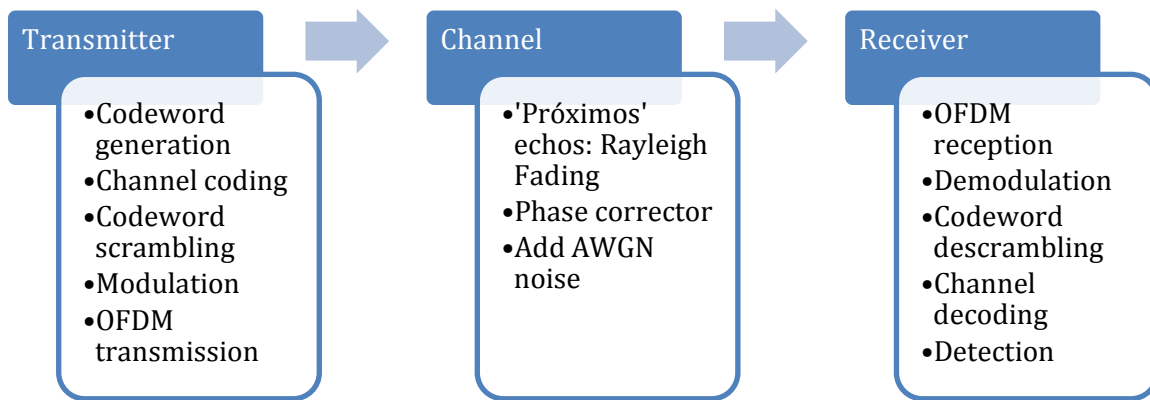 Transmitter
•Codeword
generation
•Channel coding
•Codeword
scrambling
•Modulation
•OFDM
transmission
Channel
•'Próximos'
echos: Rayleigh
Fading
•Phase corrector
•Add AWGN
noise
Receiver
•OFDM
reception
•Demodulation
•Codeword
descrambling
•Channel
decoding
•Detection